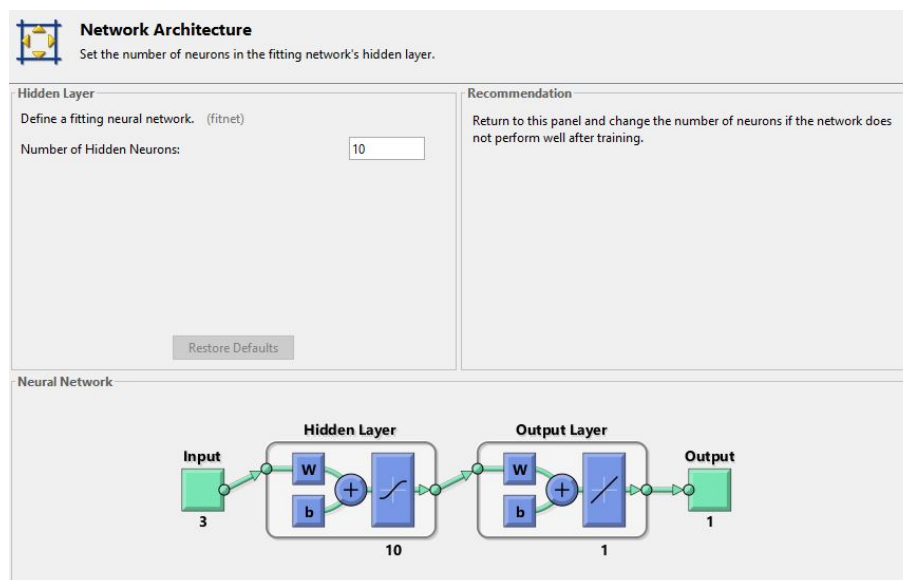 Network Architecture
Set the number of neurons in the fitting network's hidden layer.
Hidden Layer
Define a fitting neural network. (fitnet)
Number of Hidden Neurons: 10
Restore Defaults
Recommendation
Return to this panel and change the number of neurons if the network does
not perform well after training.
Neural Network
Hidden Layer
Output Layer
Input
Output
W
b
W
b
3
10
1
1